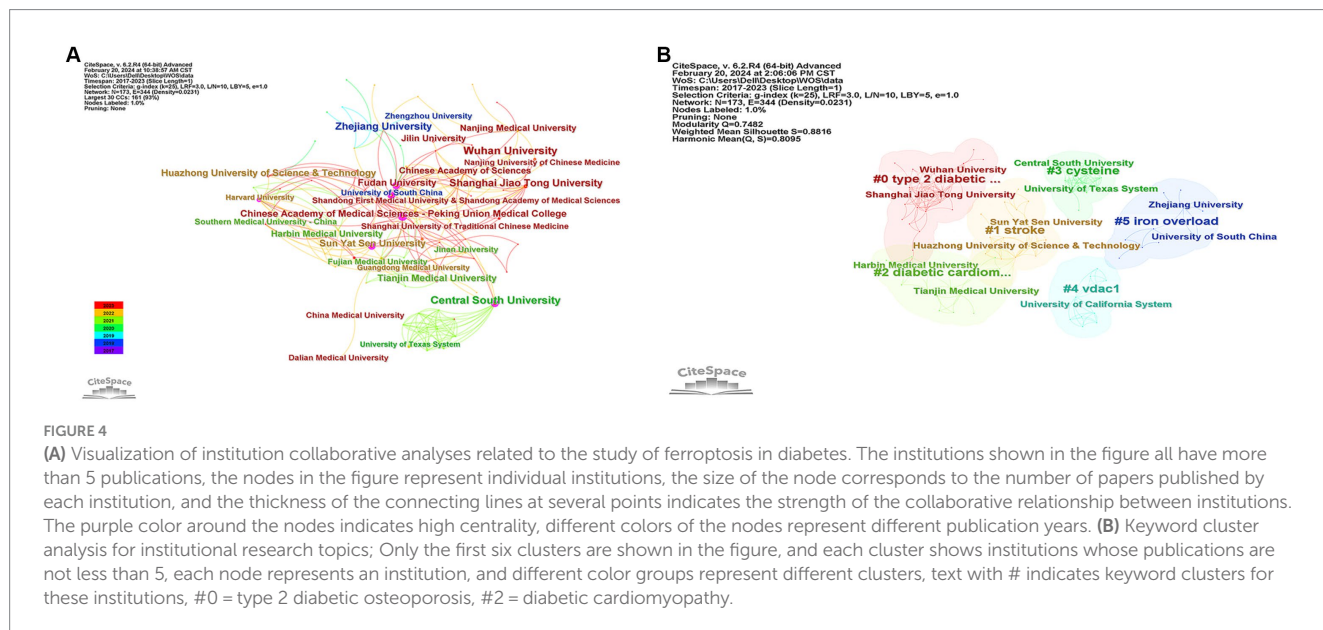 A
CiteSpace, v. 6.2.R4 (64-bit) Advanced
February 20, 2024 at 10:38:57 AM CST
WoS: C:\Users\Dell\Desktop\WOS\data
Timespan: 2017-2023 (Slice Length=1)
Selection Criteria: g-index (k=25), LRF=3.0, L/N=10, LBY=5, e=1.0
Network: N=173, E=344 (Density=0.0231)
Largest 30 CCs: 161 (93%)
Nodes Labeled: 1.0%
Pruning: None
Zhengzhou University
Zhejiang University
Nanjing Medical University
Jilin University
Wuhan University
Nanjing University of Chinese Medicine
Chinese Academy of Sciences
Huazhong University of Science & Technology
Fudan University
Shanghai Jiao Tong University
University of South China
Harvard University
Shandong First Medical University & Shandong Academy of Medical Sciences
Chinese Academy of Medical Sciences - Peking Union Medical College
Southern Medical University - China
Shanghai University of Traditional Chinese Medicine
Harbin Medical University
Sun Yat Sen University
Jinan University
Fujian Medical University
Guangdong Medical University
Tianjin Medical University
Central South University
China Medical University
University of Texas System
Dalian Medical University
2023
2022
2021
2020
2019
2018
CiteSpace
B
CiteSpace, v. 6.2.R4 (64-bit) Advanced
February 20, 2024 at 2:06:06 PM CST
WoS: C:\Users\Dell\Desktop\WOS\data
Timespan: 2017-2023 (Slice Length=1)
Selection Criteria: g-index (k=25), LRF=3.0, L/N=10, LBY=5, e=1.0
Network: N=173, E=344 (Density=0.0231)
Nodes Labeled: 1.0%
Pruning: None
Modularity Q=0.7482
Weighted Mean Silhouette S=0.8816
Harmonic Mean(Q, S)=0.8095
Wuhan University
#0 type 2 diabetic ...
Shanghai Jiao Tong University
Central South University
#3 cysteine
University of Texas System
Zhejiang University
Sun Yat Sen University
#5 iron overload
#1 stroke
University of South China
Huazhong University of Science & Technology
Harbin Medical University
#2 diabetic cardiom...
Tianjin Medical University
#4 vdac1
University of California System
CiteSpace
FIGURE 4
(A) Visualization of institution collaborative analyses related to the study of ferroptosis in diabetes. The institutions shown in the figure all have more
than 5 publications, the nodes in the figure represent individual institutions, the size of the node corresponds to the number of papers published by
each institution, and the thickness of the connecting lines at several points indicates the strength of the collaborative relationship between institutions.
The purple color around the nodes indicates high centrality, different colors of the nodes represent different publication years. (B) Keyword cluster
analysis for institutional research topics; Only the first six clusters are shown in the figure, and each cluster shows institutions whose publications are
not less than 5, each node represents an institution, and different color groups represent different clusters, text with # indicates keyword clusters for
these institutions, #0 = type 2 diabetic osteoporosis, #2 = diabetic cardiomyopathy.